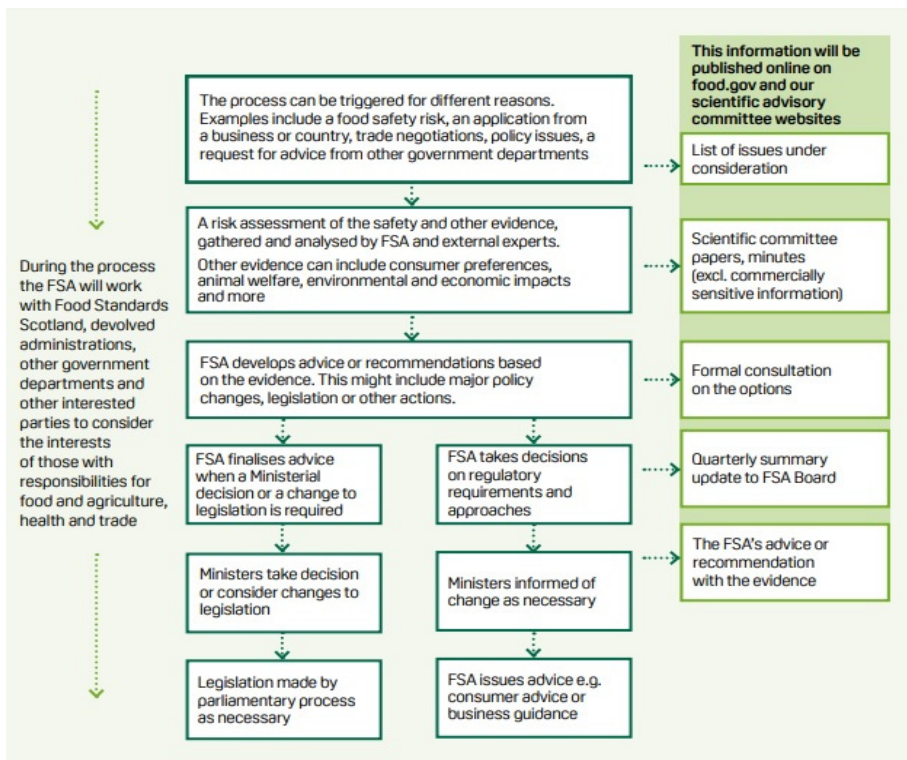 The process can be triggered for different reasons.
Examples include a food safety risk, an application from
a business or country, trade negotiations, policy issues, a
request for advice from other government departments
A risk assessment of the safety and other evidence,
gathered and analysed by FSA and external experts.
Other evidence can include consumer preferences,
animal welfare, environmental and economic impacts
and more
FSA develops advice or recommendations based
on the evidence. This might include major policy
changes, legislation or other actions.
FSA finalises advice
when a Ministerial
decision or a change to
legislation is required
FSA takes decisions
on regulatory
requirements and
approaches
Ministers take decision
or consider changes to
legislation
Ministers informed of
change as necessary
Legislation made by
parliamentary process
as necessary
FSA issues advice e.g.
consumer advice or
business guidance
During the process
the FSA will work
with Food Standards
Scotland, devolved
administrations,
other government
departments and
other interested
parties to consider
the interests
of those with
responsibilities for
food and agriculture,
health and trade
This information will be
published online on
food.gov and our
scientific advisory
committee websites
List of issues under
consideration
Scientific committee
papers, minutes
(excl. commercially
sensitive information)
Formal consultation
on the options
Quarterly summary
update to FSA Board
The FSA's advice or
recommendation
with the evidence